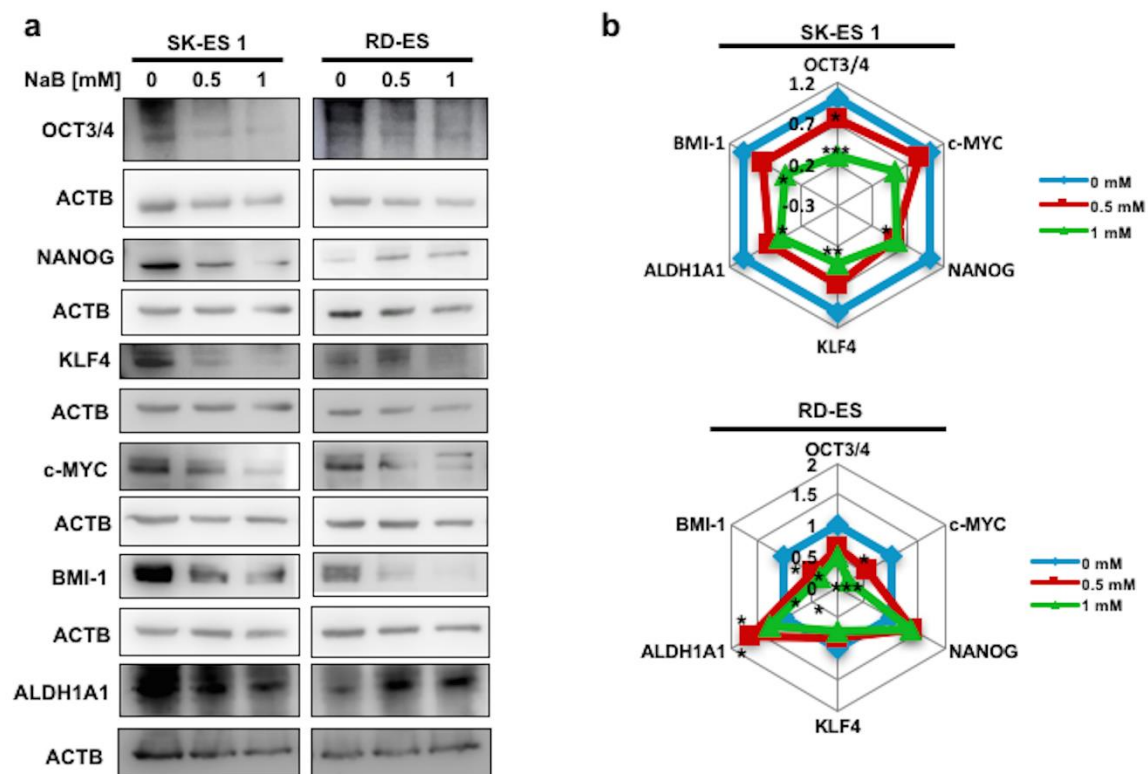 a
SK-ES 1 RD-ES
NaB [mM] 0 0.5 1 0 0.5 1
OCT3/4
ACTB
NANOG
ACTB
KLF4
ACTB
c-MYC
ACTB
BMI-1
ACTB
ALDH1A1
ACTB
b
SK-ES 1
OCT3/4
1.2
0.7
0.2
-0.3
BMI-1
c-MYC
ALDH1A1
NANOG
KLF4
*
***
*
*
*
**
0 mM
0.5 mM
1 mM
RD-ES
OCT3/4
2
1.5
1
0.5
0
BMI-1
c-MYC
ALDH1A1
NANOG
KLF4
*
*
*
***
*
*
*
*
0 mM
0.5 mM
1 mM